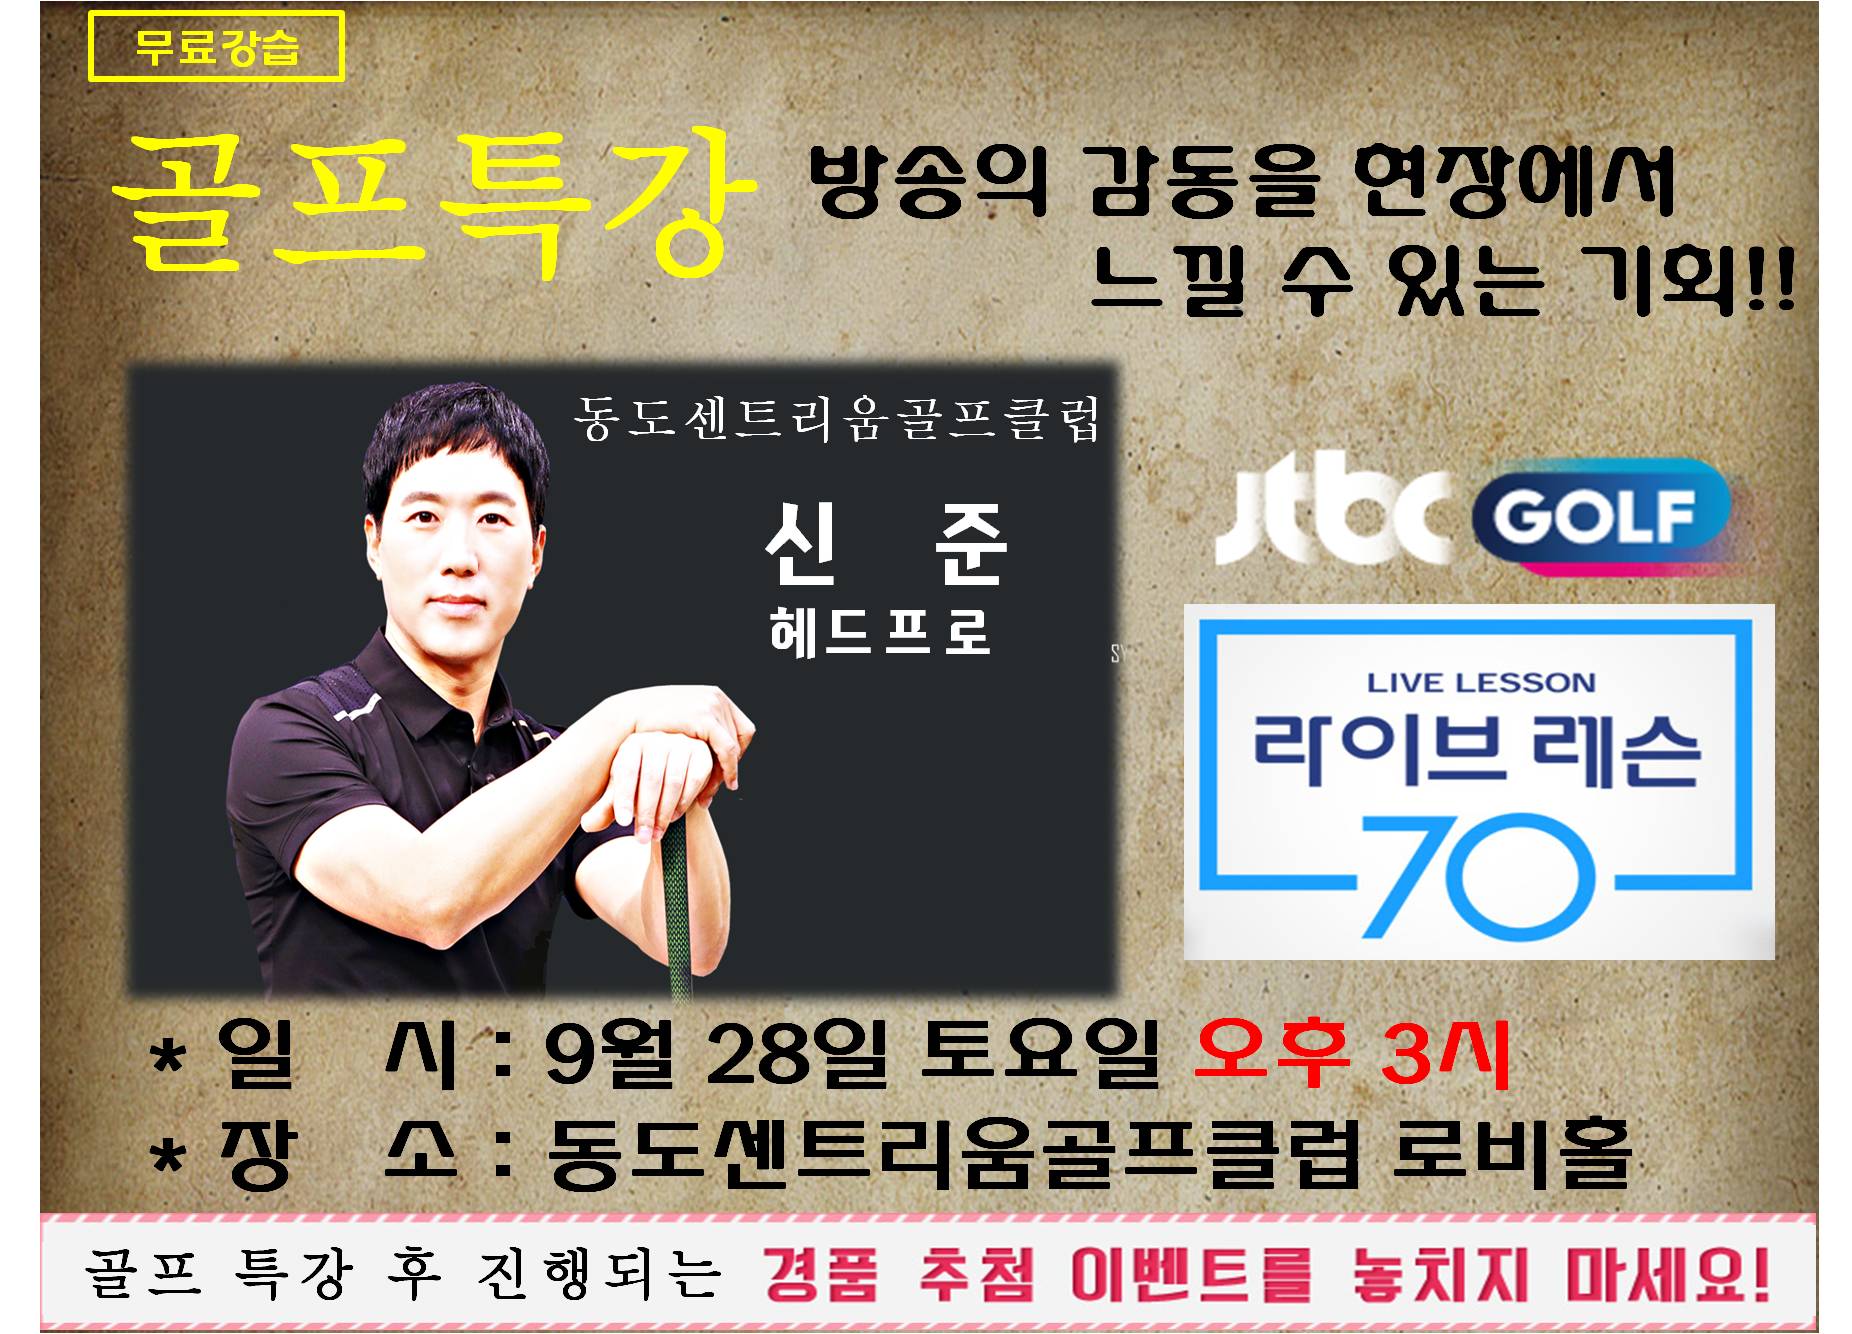 무료강습
골프특강
방송의 감동을 현장에서
느낄 수 있는 기회!!
동도센트리움골프클럽
신 준
헤드프로
jtbc GOLF
LIVE LESSON
라이브 레슨
70
* 일 시 : 9월 28일 토요일 오후 3시
* 장 소 : 동도센트리움골프클럽 로비홀
골프 특강 후 진행되는 경품 추첨 이벤트를 놓치지 마세요!